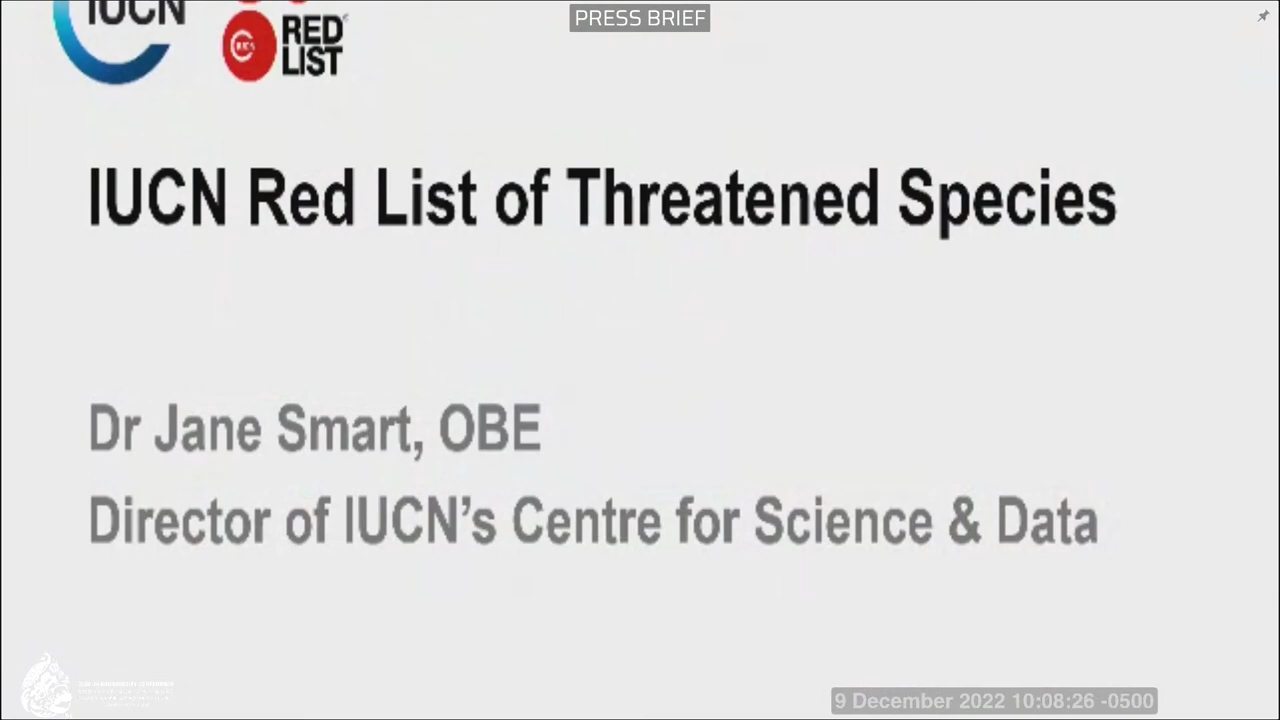 PRESS BRIEF
IUCN
RED
LIST
IUCN Red List of Threatened Species
Dr Jane Smart, OBE
Director of IUCN’s Centre for Science & Data
9 December 2022 10:08:26 -0500